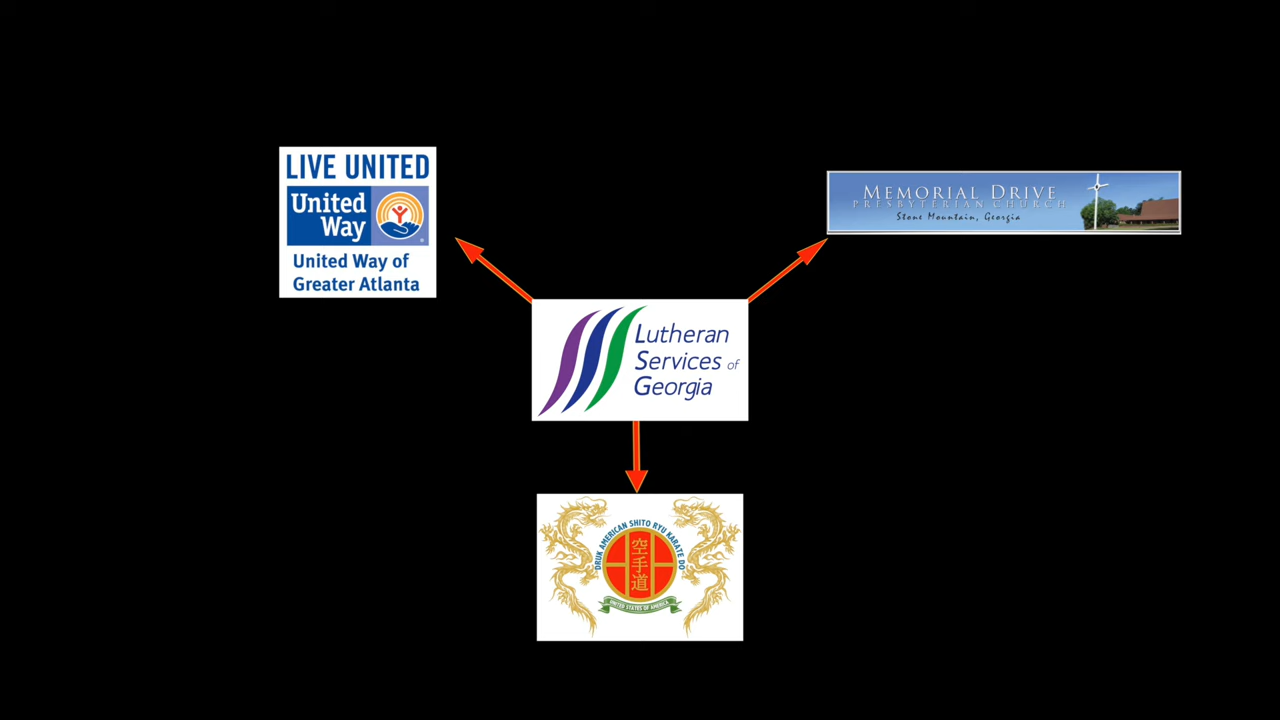 LIVE UNITED
United
Way
United Way of
Greater Atlanta
MEMORIAL DRIVE
PRESBYTERIAN CHURCH
Stone Mountain, Georgia
Lutheran
Services of
Georgia
DRUK AMERICAN SHITO RYU KARATE DO
空
手
道
UNITED STATES OF AMERICA